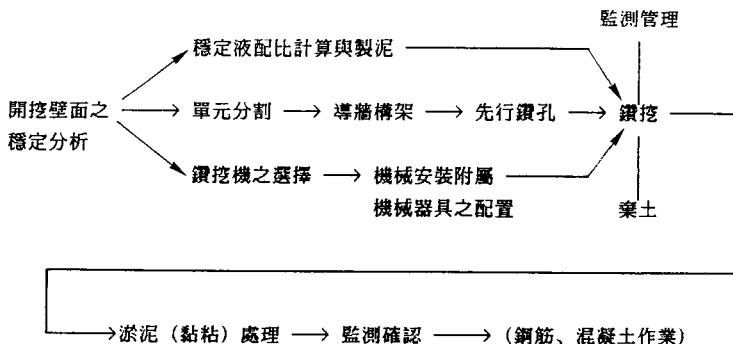 監測管理
穩定液配比計算與製泥
開挖壁面之
穩定分析
單元分割
導牆構架
先行鑽孔
鑽挖
鑽挖機之選擇
機械安裝附屬
機械器具之配置
棄土
淤泥（黏粘）處理
監測確認
（鋼筋、混凝土作業）